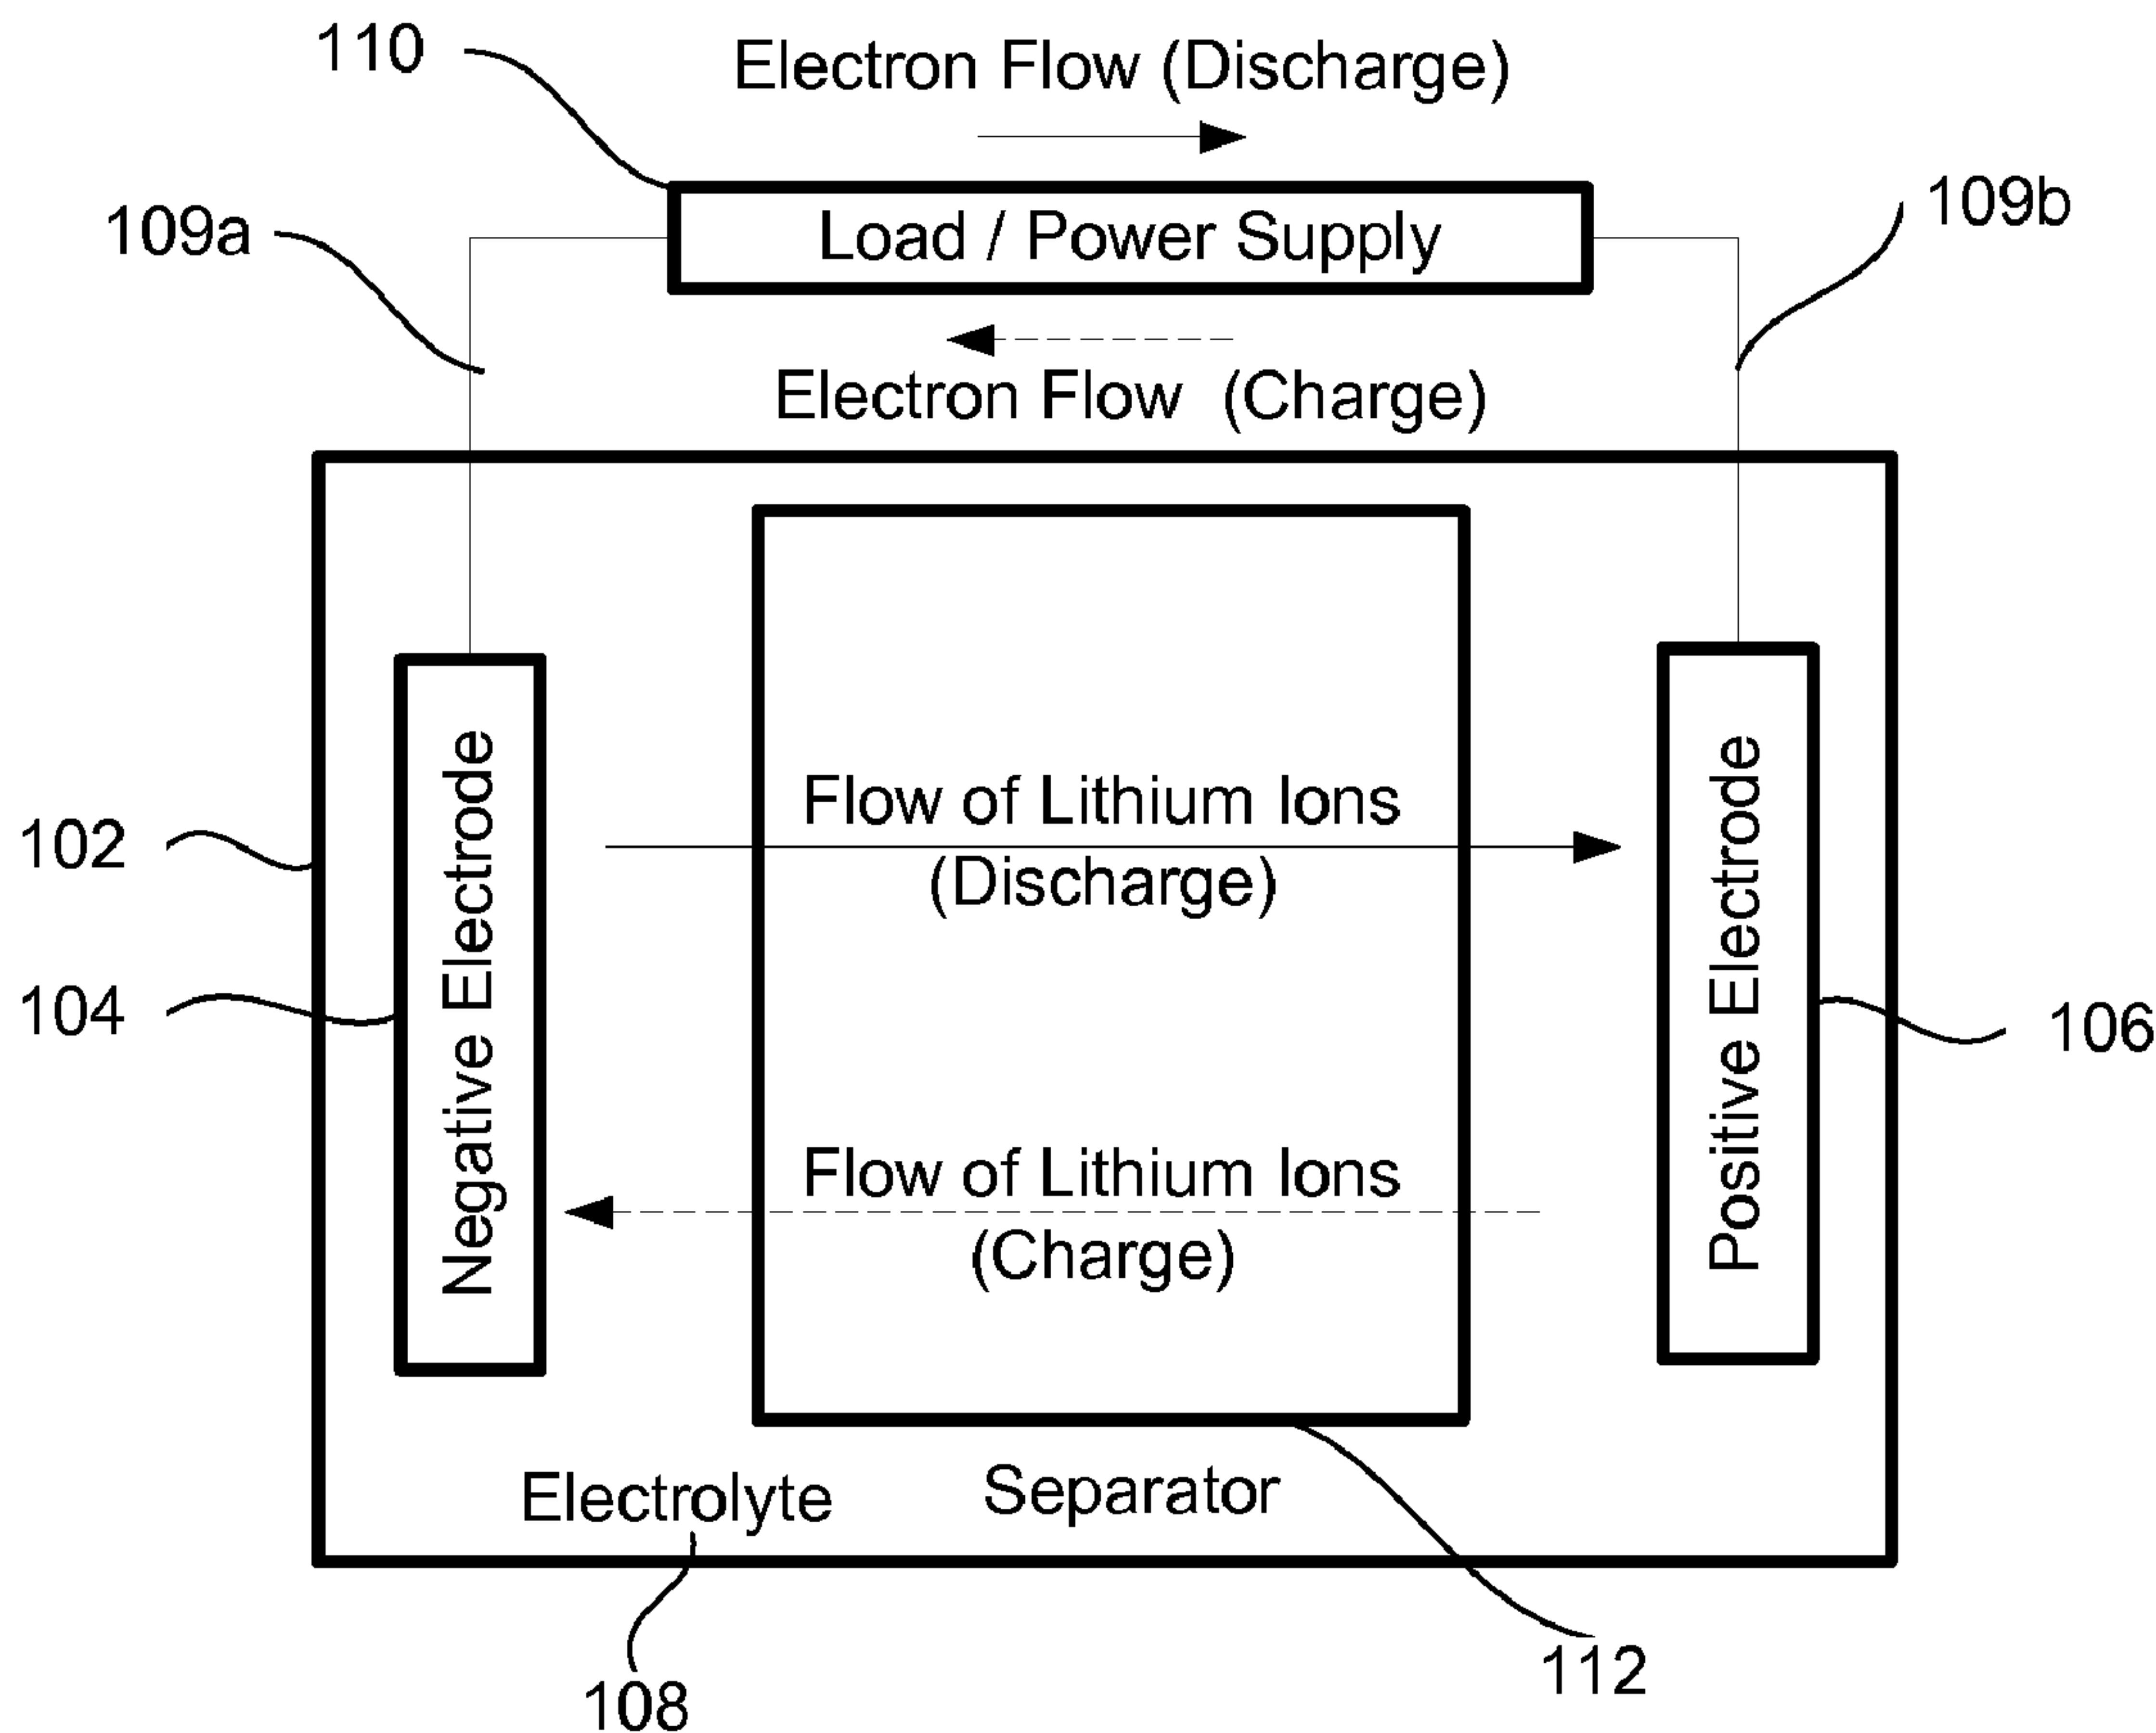 110
Electron Flow (Discharge)
109a
Load / Power Supply
109b
Electron Flow (Charge)
102
104
Negative Electrode
Flow of Lithium Ions
(Discharge)
Flow of Lithium Ions
(Charge)
Positive Electrode
106
Electrolyte
Separator
108
112